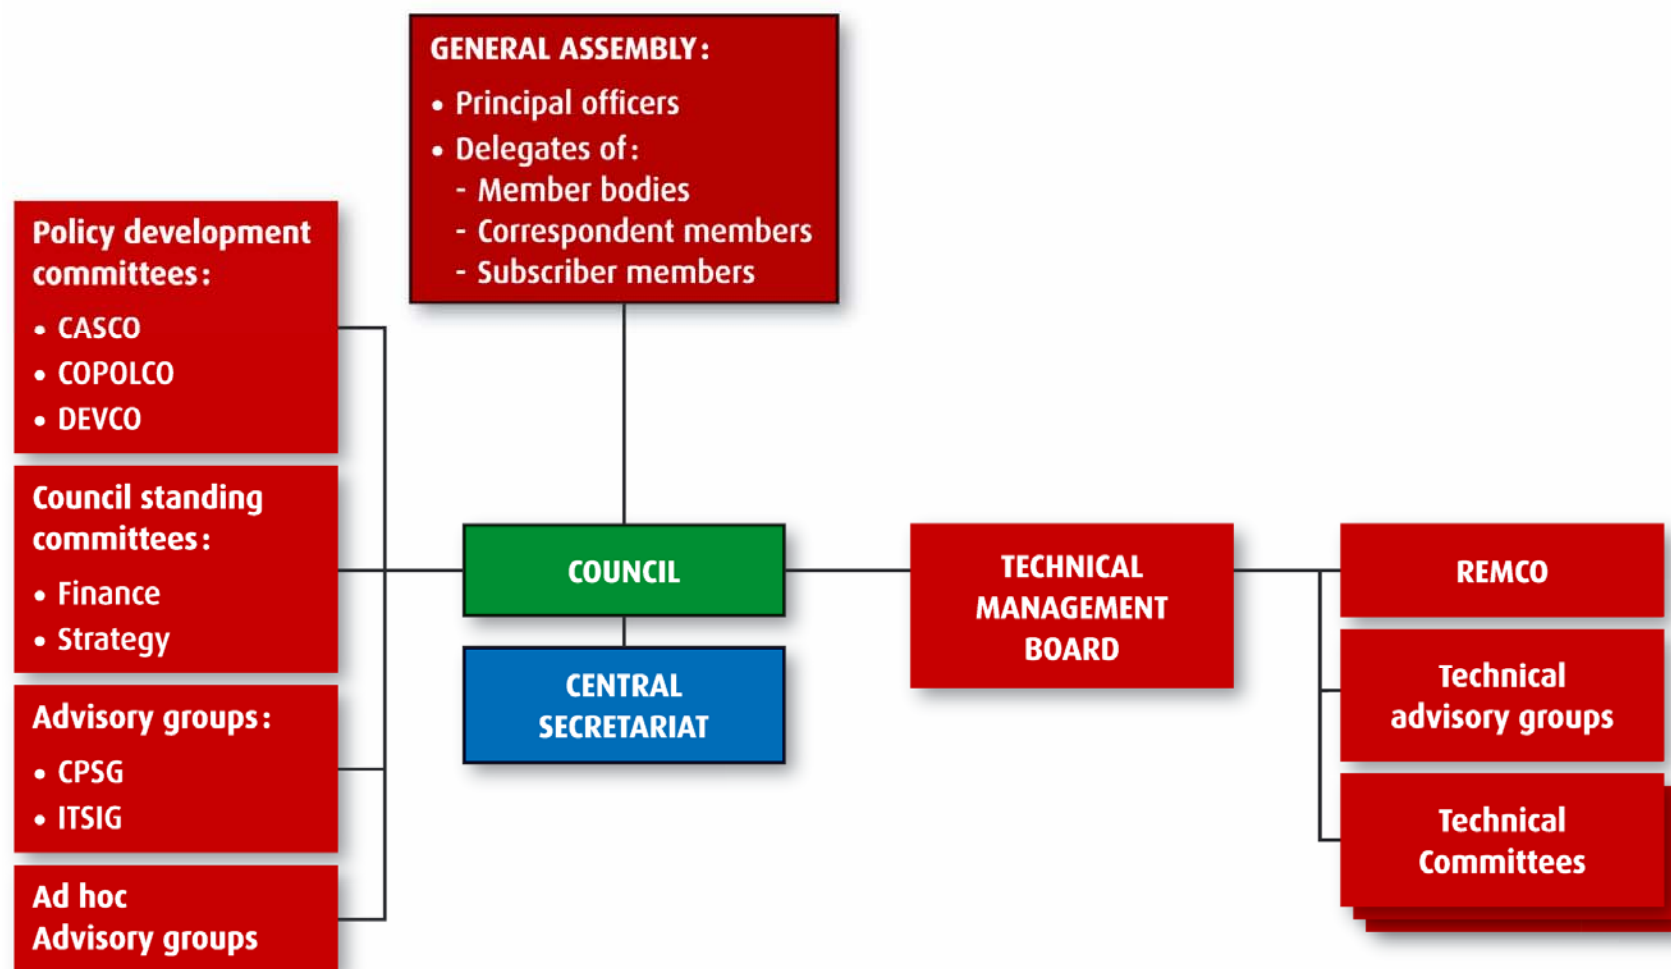 GENERAL ASSEMBLY:
• Principal officers
• Delegates of:
- Member bodies
- Correspondent members
- Subscriber members
Policy development
committees:
• CASCO
• COPOLCO
• DEVCO
Council standing
committees:
• Finance
• Strategy
Advisory groups:
• CPSG
• ITSIG
Ad hoc
Advisory groups
COUNCIL
CENTRAL
SECRETARIAT
TECHNICAL
MANAGEMENT
BOARD
REMCO
Technical
advisory groups
Technical
Committees